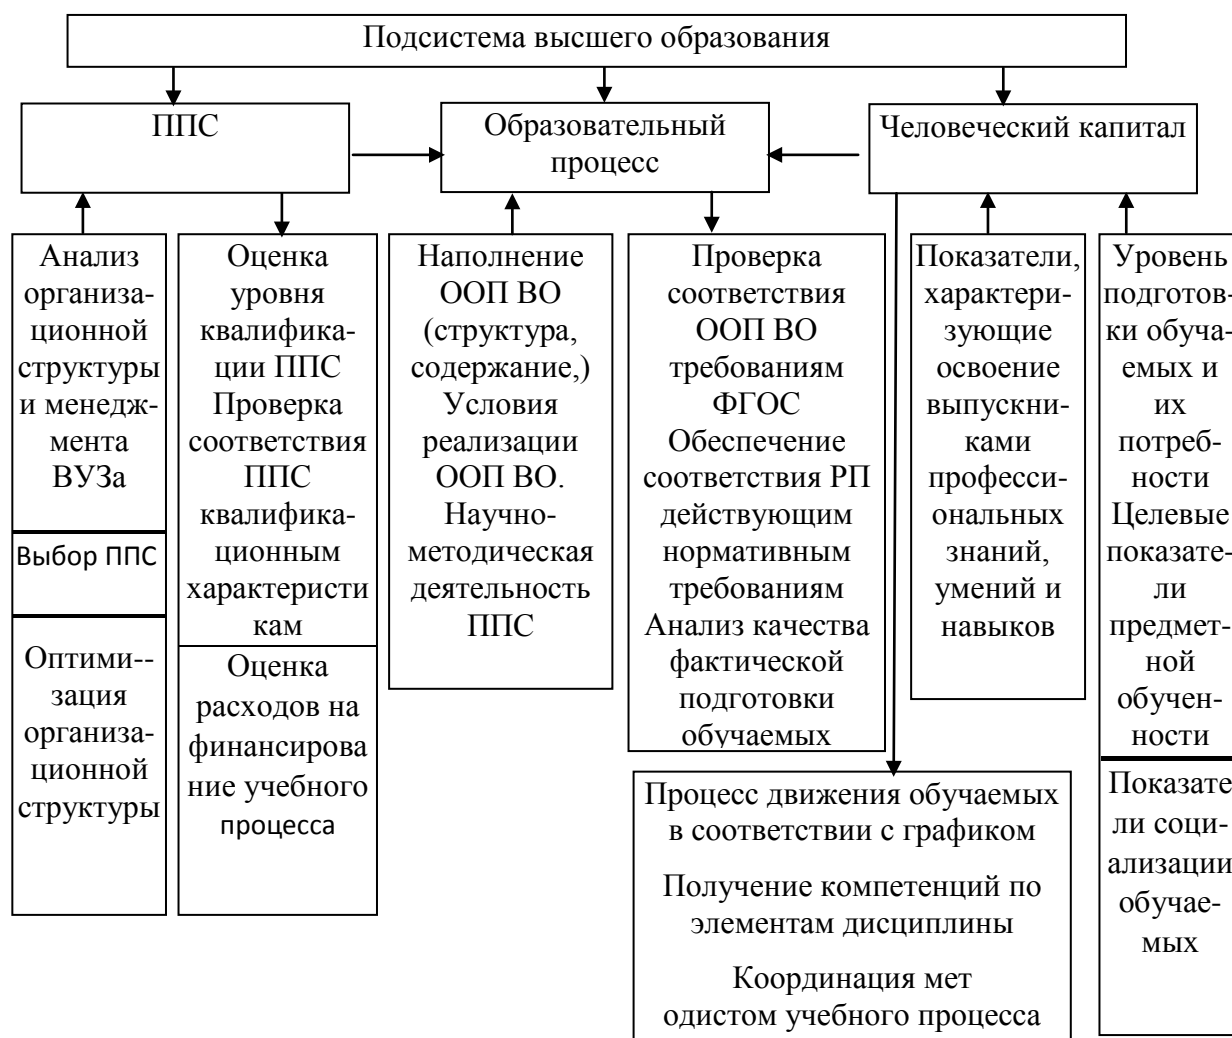 Подсистема высшего образования
ППС
Образовательный
процесс
Человеческий капитал
Анализ
организа-
ционной
структуры
и менедж-
мента
ВУЗа
Выбор ППС
Оптими--
зация
организа-
ционной
структуры
Оценка
уровня
квалифика-
ции ППС
Проверка
соответствия
ППС
квалифика-
ционным
характеристи
кам
Оценка
расходов на
финансирова
ние учебного
процесса
Наполнение
ООП ВО
(структура,
содержание,)
Условия
реализации
ООП ВО.
Научно-
методическая
деятельность
ППС
Проверка
соответствия
ООП ВО
требованиям
ФГОС
Обеспечение
соответствия РП
действующим
нормативным
требованиям
Анализ качества
фактической
подготовки
обучаемых
Процесс движения обучаемых
в соответствии с графиком
Получение компетенций по
элементам дисциплины
Координация мет
одистом учебного процесса
Показатели,
характери-
зующие
освоение
выпускни-
ками
професси-
ональных
знаний,
умений и
навыков
Уровень
подготов-
ки обуча-
емых и
их
потреб-
ности
Целевые
показате-
ли
предмет-
ной
обучен-
ности
Показате
ли соци-
ализации
обучае-
мых